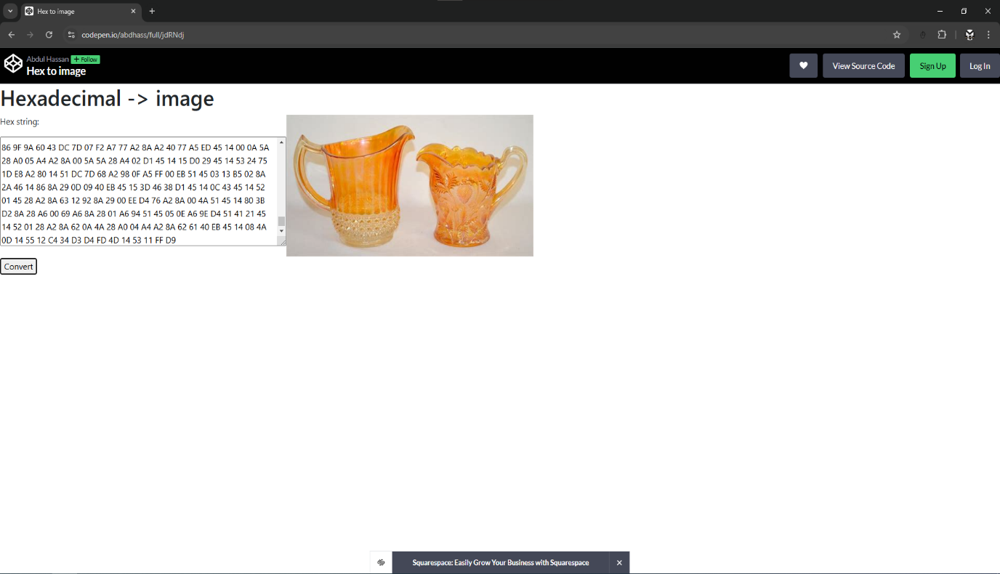 Hex to image
codepen.io/abdhass/full/jdRNdj
Abdul Hassan + Follow
Hex to image
View Source Code
Sign Up
Log In
Hexadecimal -> image
Hex string:
86 9F 9A 60 43 DC 7D 07 F2 A7 77 A2 8A A2 40 77 A5 ED 45 14 00 0A 5A
28 A0 05 A4 A2 8A 00 5A 5A 28 A4 02 D1 45 14 15 D0 29 45 14 53 24 75
1D E8 A2 80 14 51 DC 7D 68 A2 98 0F A5 FF 00 EB 51 45 03 13 B5 02 8A
2A 46 14 86 8A 29 0D 09 40 EB 45 15 3D 46 38 D1 45 14 0C 43 45 14 52
01 45 28 A2 8A 63 12 92 8A 29 00 EE D4 76 A2 8A 00 4A 51 45 14 80 3B
D2 8A 28 A6 00 69 A6 8A 28 01 A6 94 51 45 05 0E A6 9E D4 51 41 21 45
14 52 01 28 A2 8A 62 0A 4A 28 A0 04 A4 A2 8A 62 61 40 EB 45 14 08 4A
0D 14 55 12 C4 34 D3 D4 FD 4D 14 53 11 FF D9
Convert
Squarespace: Easily Grow Your Business with Squarespace